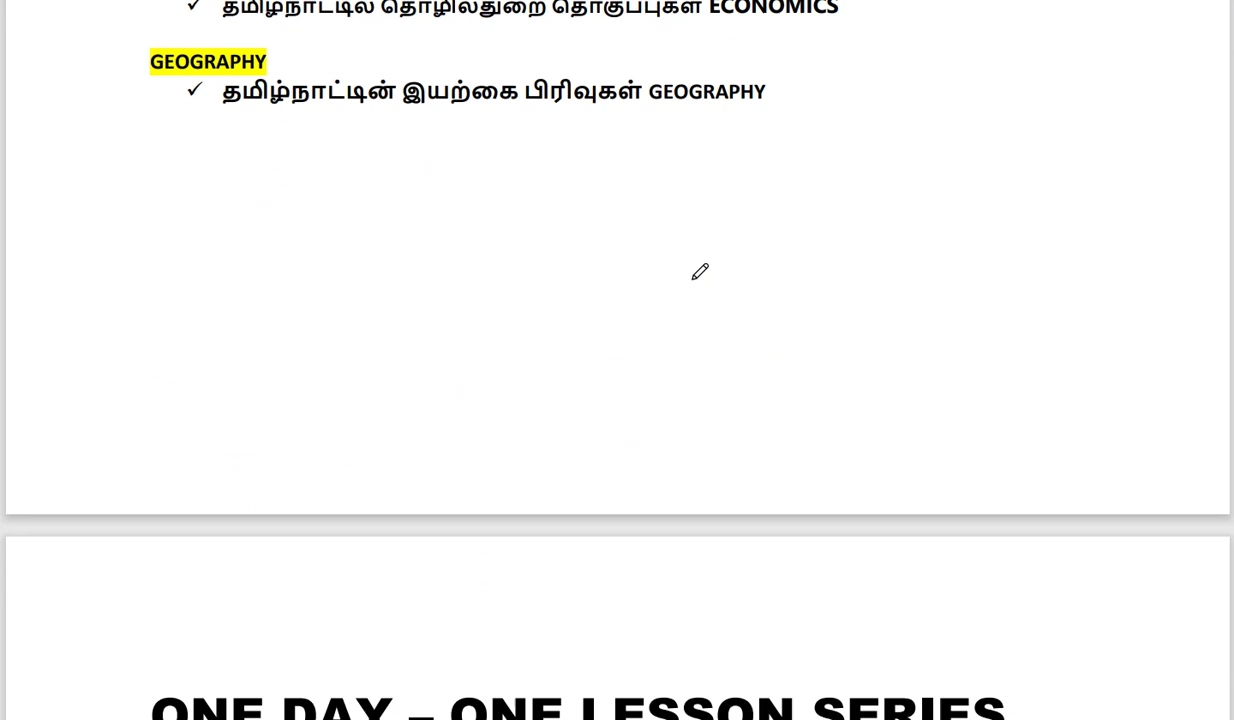 ✓ தமிழ்நாட்டில் தொழில்துறை தொகுப்புகள் ECONOMICS
GEOGRAPHY
✓ தமிழ்நாட்டின் இயற்கை பிரிவுகள் GEOGRAPHY
ONE DAY – ONE LESSON SERIES